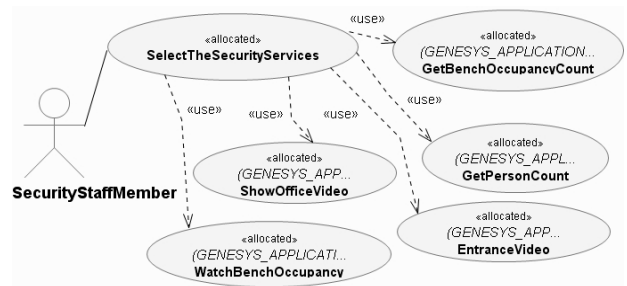 «use»
«allocated»
SelectTheSecurityServices
«allocated»
(GENESYS_APPLICATION...
GetBenchOccupancyCount
«use»
«use»
«use»
«use»
«allocated»
(GENESYS_APPL...
GetPersonCount
«allocated»
(GENESYS_APP...
ShowOfficeVideo
SecurityStaffMember
«allocated»
(GENESYS_APP...
EntranceVideo
«allocated»
(GENESYS_APPLICATI...
WatchBenchOccupancy